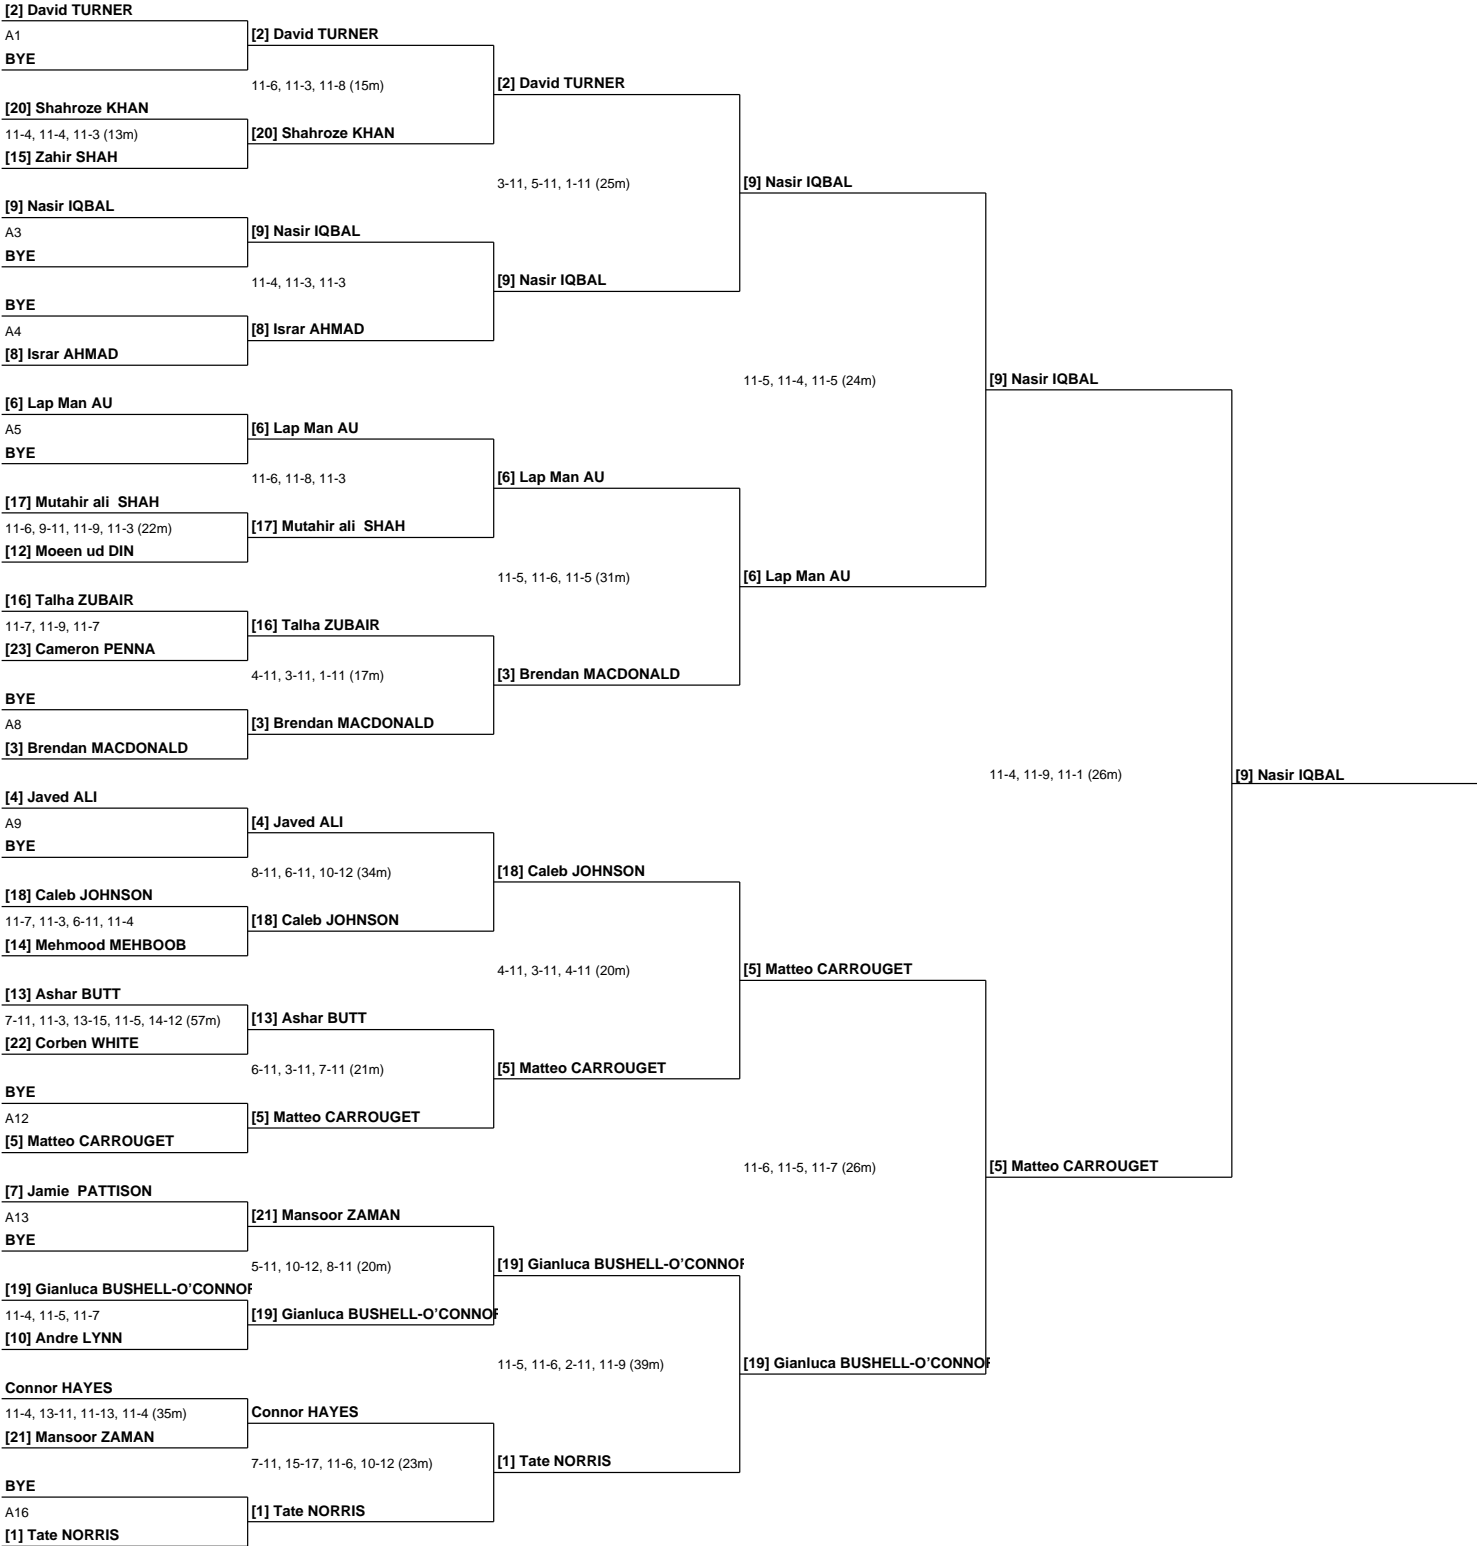 [2] David TURNER
A1
BYE
[20] Shahroze KHAN
11-4, 11-4, 11-3 (13m)
[15] Zahir SHAH
[9] Nasir IQBAL
A3
BYE
BYE
A4
[8] Israr AHMAD
[6] Lap Man AU
A5
BYE
[17] Mutahir ali  SHAH
11-6, 9-11, 11-9, 11-3 (22m)
[12] Moeen ud DIN
[16] Talha ZUBAIR
11-7, 11-9, 11-7
[23] Cameron PENNA
BYE
A8
[3] Brendan MACDONALD
[4] Javed ALI
A9
BYE
[18] Caleb JOHNSON
11-7, 11-3, 6-11, 11-4
[14] Mehmood MEHBOOB
[13] Ashar BUTT
7-11, 11-3, 13-15, 11-5, 14-12 (57m)
[22] Corben WHITE
BYE
A12
[5] Matteo CARROUGET
[7] Jamie  PATTISON
A13
BYE
[19] Gianluca BUSHELL-O'CONNOR
11-4, 11-5, 11-7
[10] Andre LYNN
Connor HAYES
11-4, 13-11, 11-13, 11-4 (35m)
[21] Mansoor ZAMAN
BYE
A16
[1] Tate NORRIS
[2] David TURNER
11-6, 11-3, 11-8 (15m)
[20] Shahroze KHAN
[9] Nasir IQBAL
11-4, 11-3, 11-3
[8] Israr AHMAD
[6] Lap Man AU
11-6, 11-8, 11-3
[17] Mutahir ali  SHAH
[16] Talha ZUBAIR
4-11, 3-11, 1-11 (17m)
[3] Brendan MACDONALD
[4] Javed ALI
8-11, 6-11, 10-12 (34m)
[18] Caleb JOHNSON
[13] Ashar BUTT
6-11, 3-11, 7-11 (21m)
[5] Matteo CARROUGET
[21] Mansoor ZAMAN
5-11, 10-12, 8-11 (20m)
[19] Gianluca BUSHELL-O'CONNOR
Connor HAYES
7-11, 15-17, 11-6, 10-12 (23m)
[1] Tate NORRIS
[2] David TURNER
3-11, 5-11, 1-11 (25m)
[9] Nasir IQBAL
[6] Lap Man AU
11-5, 11-6, 11-5 (31m)
[3] Brendan MACDONALD
[18] Caleb JOHNSON
4-11, 3-11, 4-11 (20m)
[5] Matteo CARROUGET
[19] Gianluca BUSHELL-O'CONNOR
11-5, 11-6, 2-11, 11-9 (39m)
[1] Tate NORRIS
[9] Nasir IQBAL
11-5, 11-4, 11-5 (24m)
[6] Lap Man AU
[5] Matteo CARROUGET
11-6, 11-5, 11-7 (26m)
[19] Gianluca BUSHELL-O'CONNOR
[9] Nasir IQBAL
11-4, 11-9, 11-1 (26m)
[5] Matteo CARROUGET
[9] Nasir IQBAL